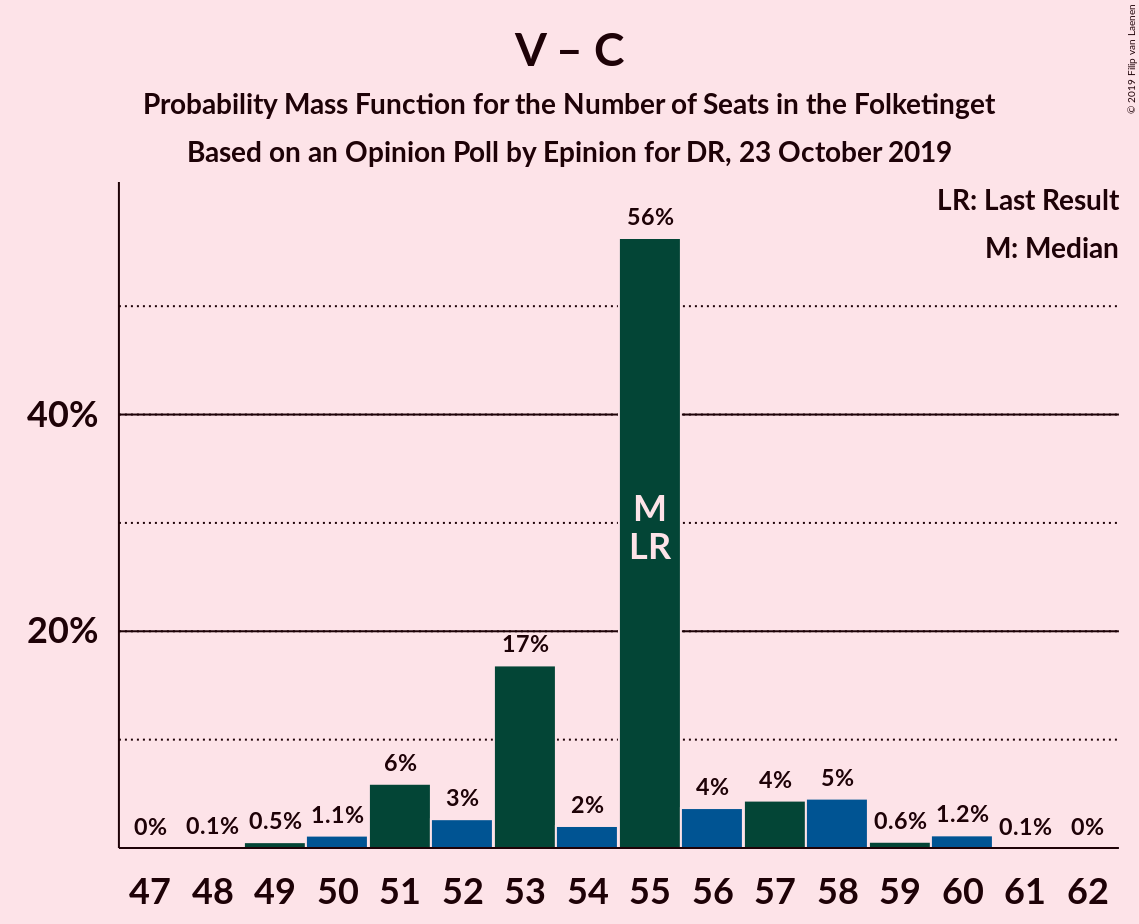 V – C
Probability Mass Function for the Number of Seats in the Folketinget
Based on an Opinion Poll by Epinion for DR, 23 October 2019
© 2019 Filip van Laenen
LR: Last Result
M: Median
56%
40%
M
LR
20%
17%
6%
3%
2%
4%
4%
5%
0%
0.1%
0.5%
1.1%
0.6%
1.2%
0.1%
0%
47 48 49 50 51 52 53 54 55 56 57 58 59 60 61 62